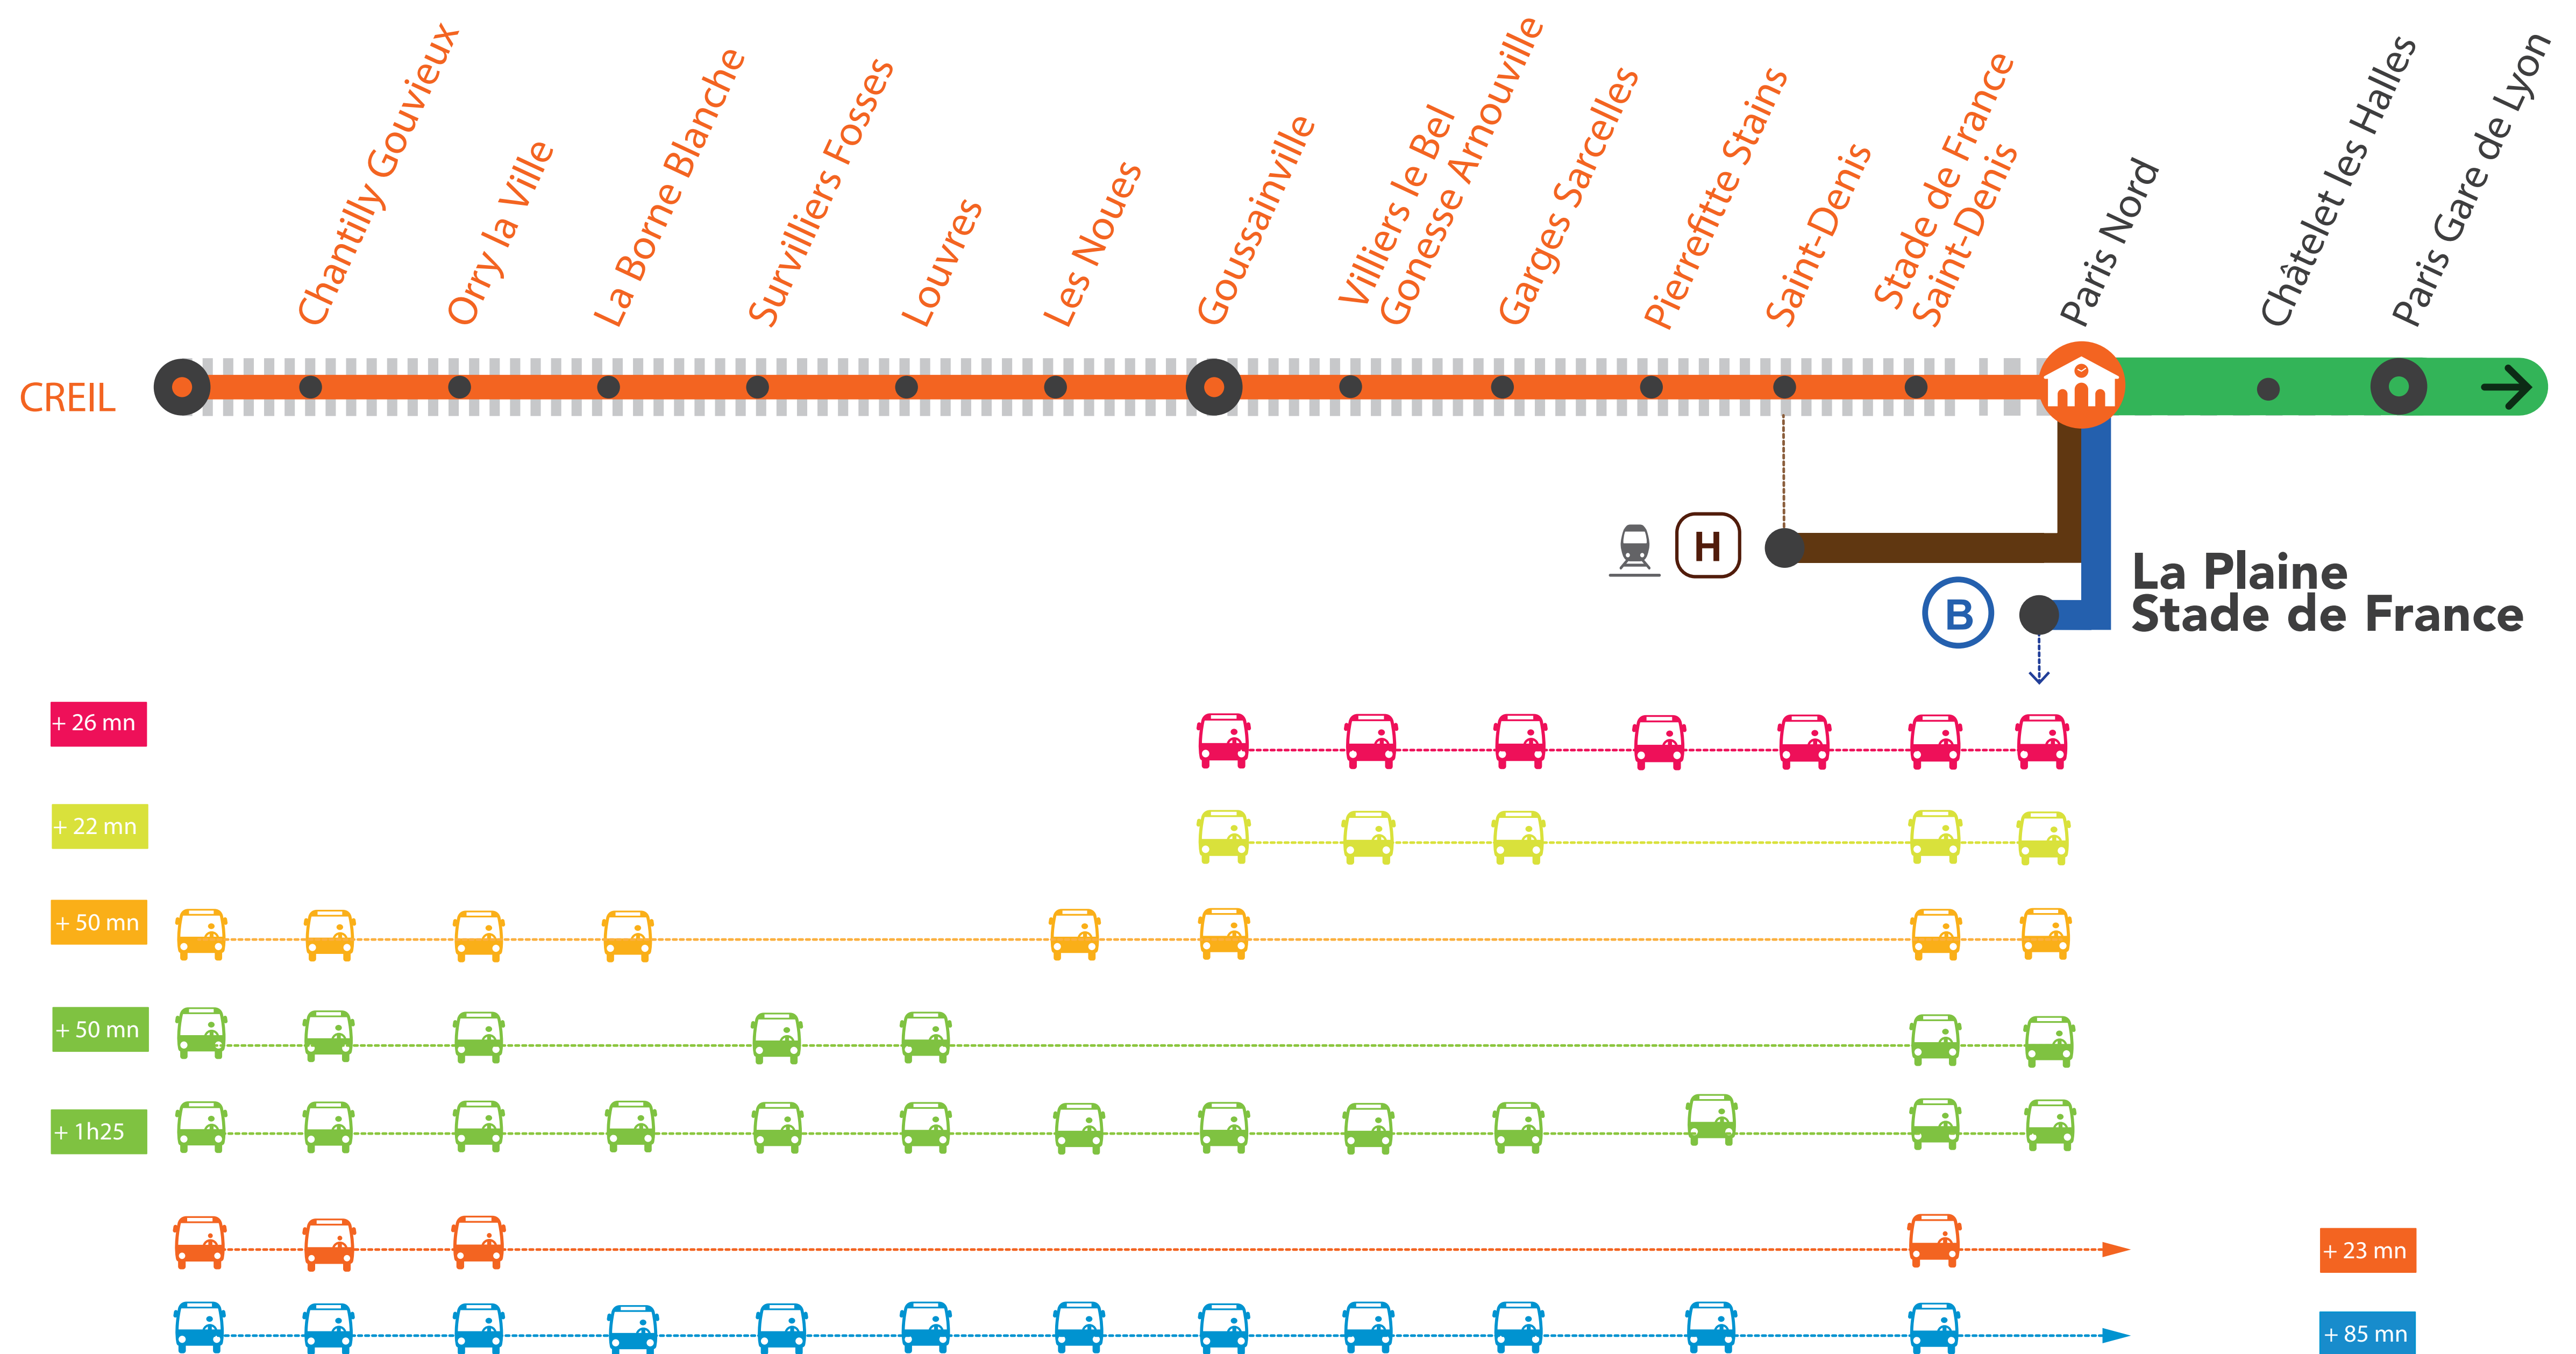 Chantilly Gouvieux
Orry la Ville
La Borne Blanche
Survilliers Fosses
Louvres
Les Noues
Goussainville
Villiers le Bel
Gonesse Arnouville
Garges Sarcelles
Pierrefitte Stains
Saint-Denis
Stade de France
Saint-Denis
Paris Nord
Châtelet les Halles
Paris Gare de Lyon
CREIL
H
B
La Plaine
Stade de France
+ 26 mn
+ 22 mn
+ 50 mn
+ 50 mn
+ 1h25
+ 23 mn
+ 85 mn